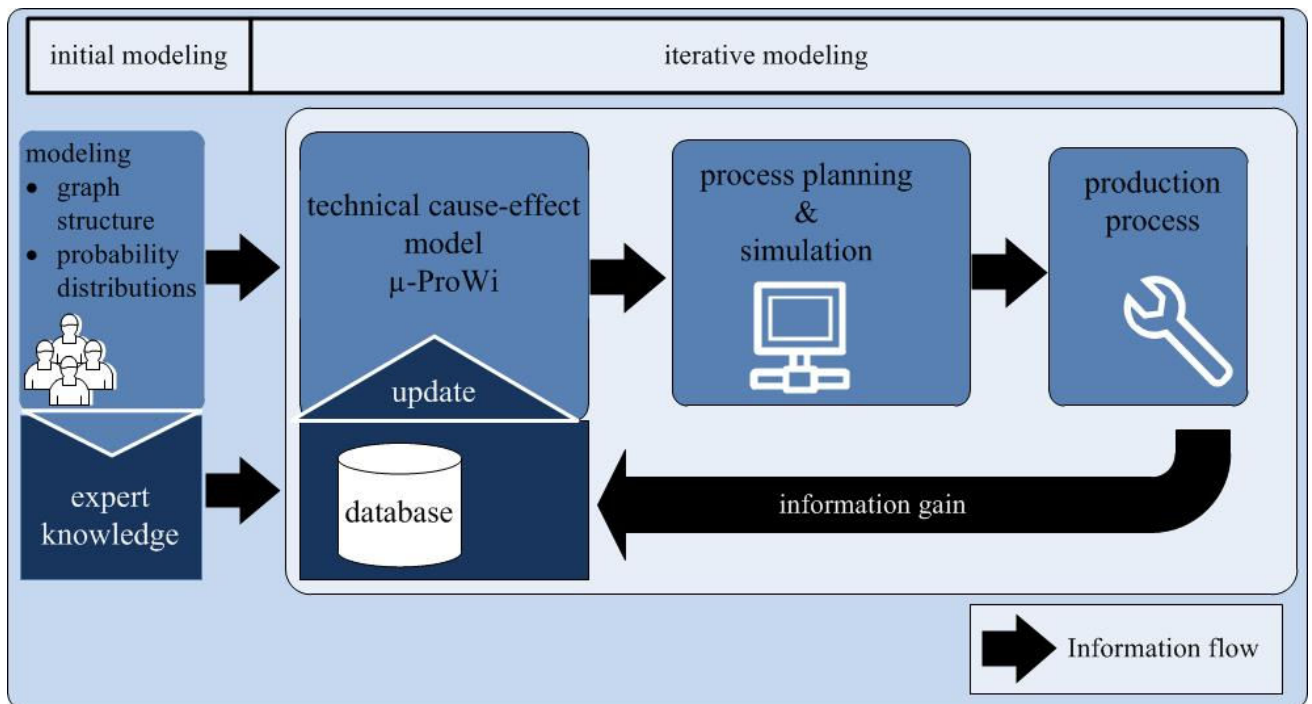 initial modeling
iterative modeling
modeling
• graph
structure
• probability
distributions
technical cause-effect
model
µ-ProWi
process planning
&
simulation
production
process
update
expert
knowledge
database
information gain
Information flow